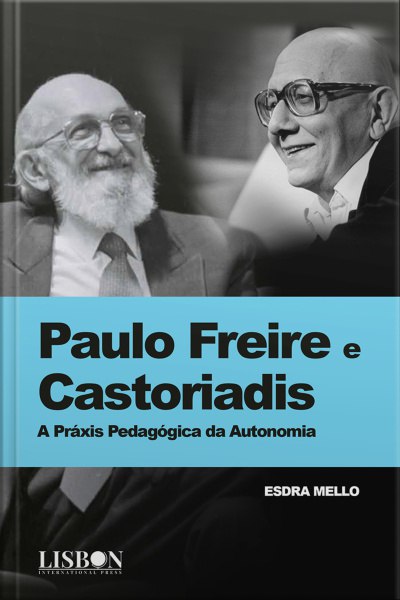 Paulo Freire e
Castoriadis
A Práxis Pedagógica da Autonomia
ESDRA MELLO
LISBON
INTERNATIONAL PRESS